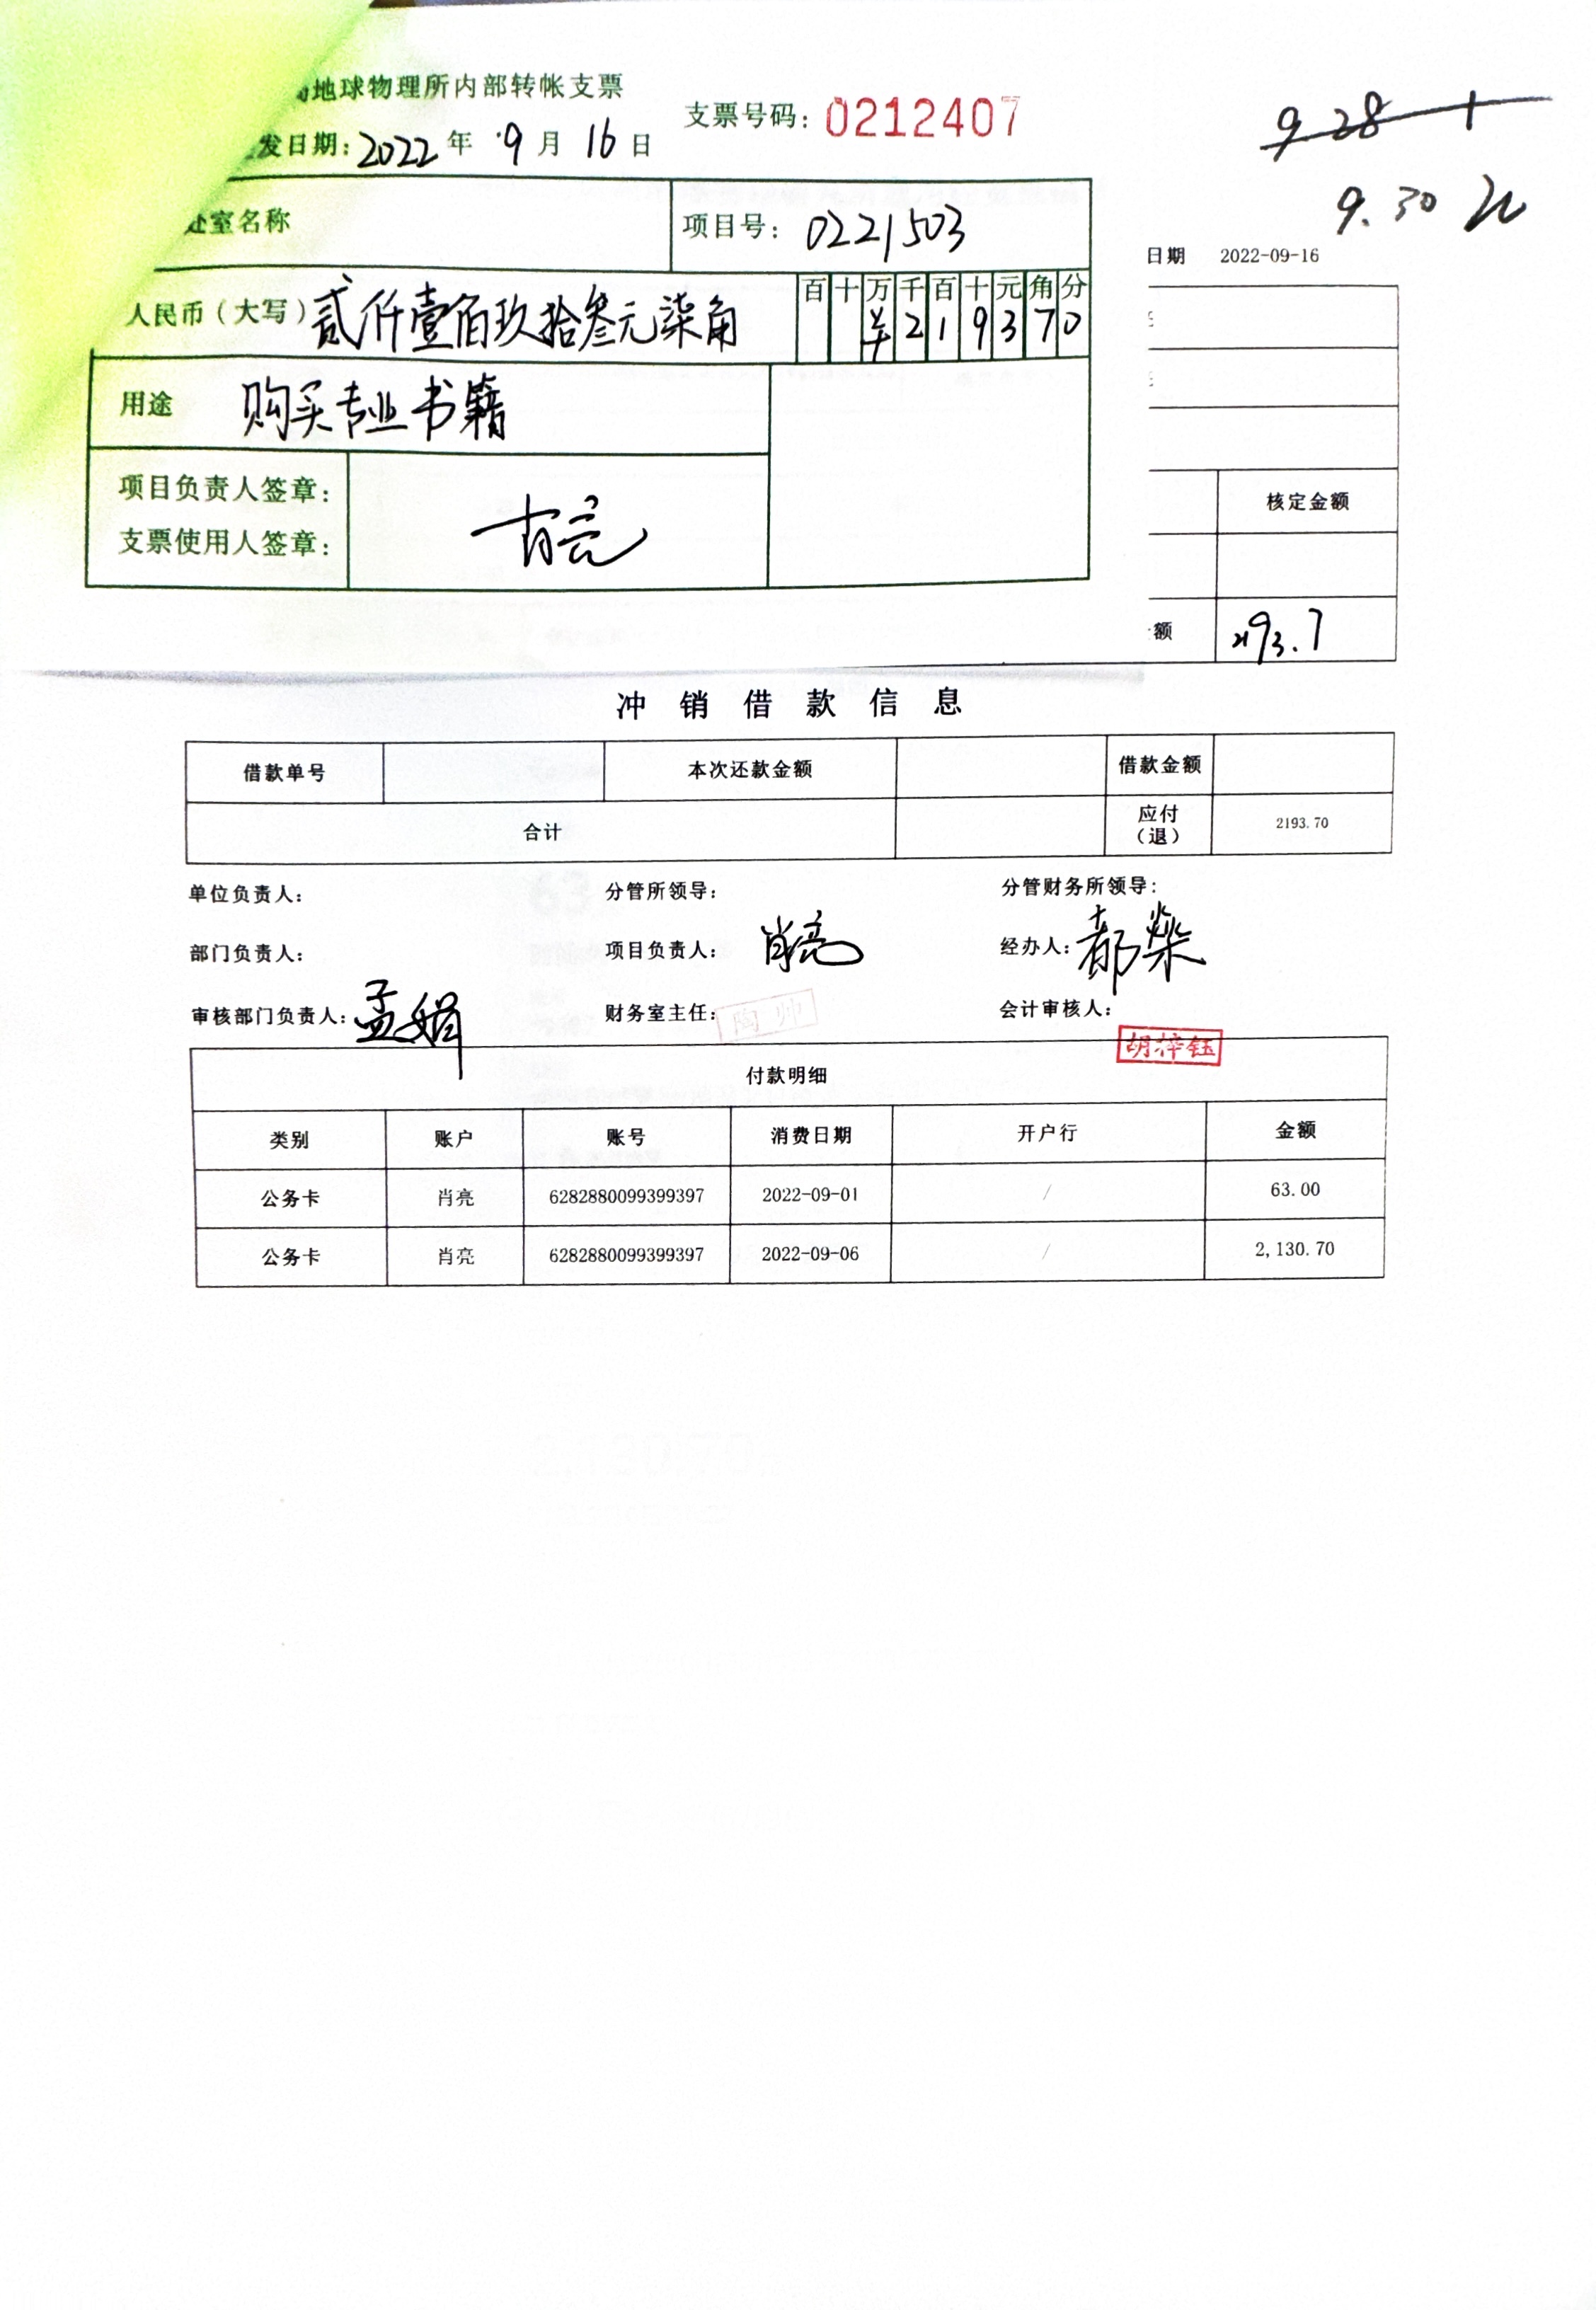 地球物理所内部转帐支票
支票号码：0212407
发日期：2022年 9月 16日
9.28
9.30
日期 2022-09-16
处室名称
项目号：0221503
人民币（大写）贰仟壹佰玖拾叁元柒角
百 十 万 千 百 十 元 角 分
¥ 2 1 9 3 7 0
用途 购买专业书籍
项目负责人签章：
支票使用人签章：
肖亮
核定金额
额 2193.7
冲销借款信息
借款单号 本次还款金额 借款金额
合计 应付（退） 2193.70
单位负责人： 分管所领导： 分管财务所领导：
部门负责人： 项目负责人：肖亮 经办人：郝燊
审核部门负责人：孟娟 财务室主任：陶帅 会计审核人：
胡梓钰
付款明细
类别 账户 账号 消费日期 开户行 金额
公务卡 肖亮 6282880099399397 2022-09-01 / 63.00
公务卡 肖亮 6282880099399397 2022-09-06 / 2,130.70